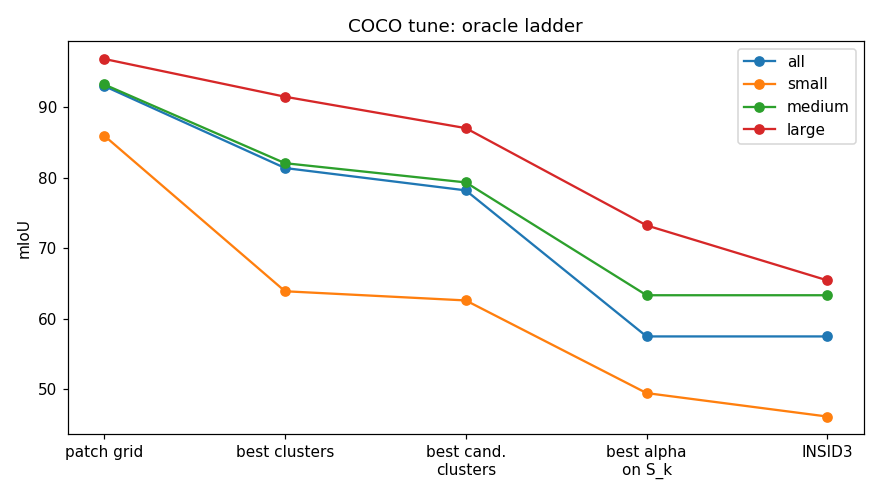 COCO tune: oracle ladder
all
small
medium
large
mIoU
90
80
70
60
50
patch grid
best clusters
best cand.
clusters
best alpha
on S_k
INSID3